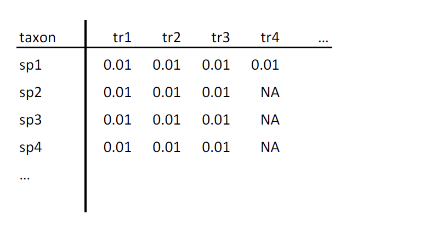 taxon tr1 tr2 tr3 tr4 ...
sp1 0.01 0.01 0.01 0.01
sp2 0.01 0.01 0.01 NA
sp3 0.01 0.01 0.01 NA
sp4 0.01 0.01 0.01 NA
...